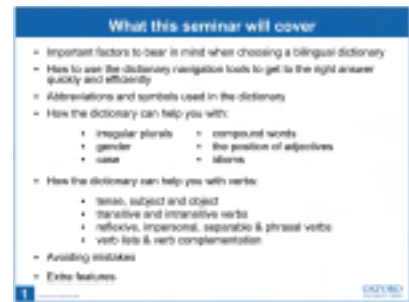 What this seminar will cover
• Important factors to bear in mind when choosing a bilingual dictionary
• How to use the dictionary navigation tools to get to the right answer
quickly and efficiently
• Abbreviations and symbols used in the dictionary
• How the dictionary can help you with:
• irregular plurals • compound words
• gender • the position of adjectives
• case • idioms
• How the dictionary can help you with verbs:
• tense, subject and object
• transitive and intransitive verbs
• reflexive, impersonal, separable & phrasal verbs
• verb lists & verb complementation
• Avoiding mistakes
• Extra features
1
OXFORD